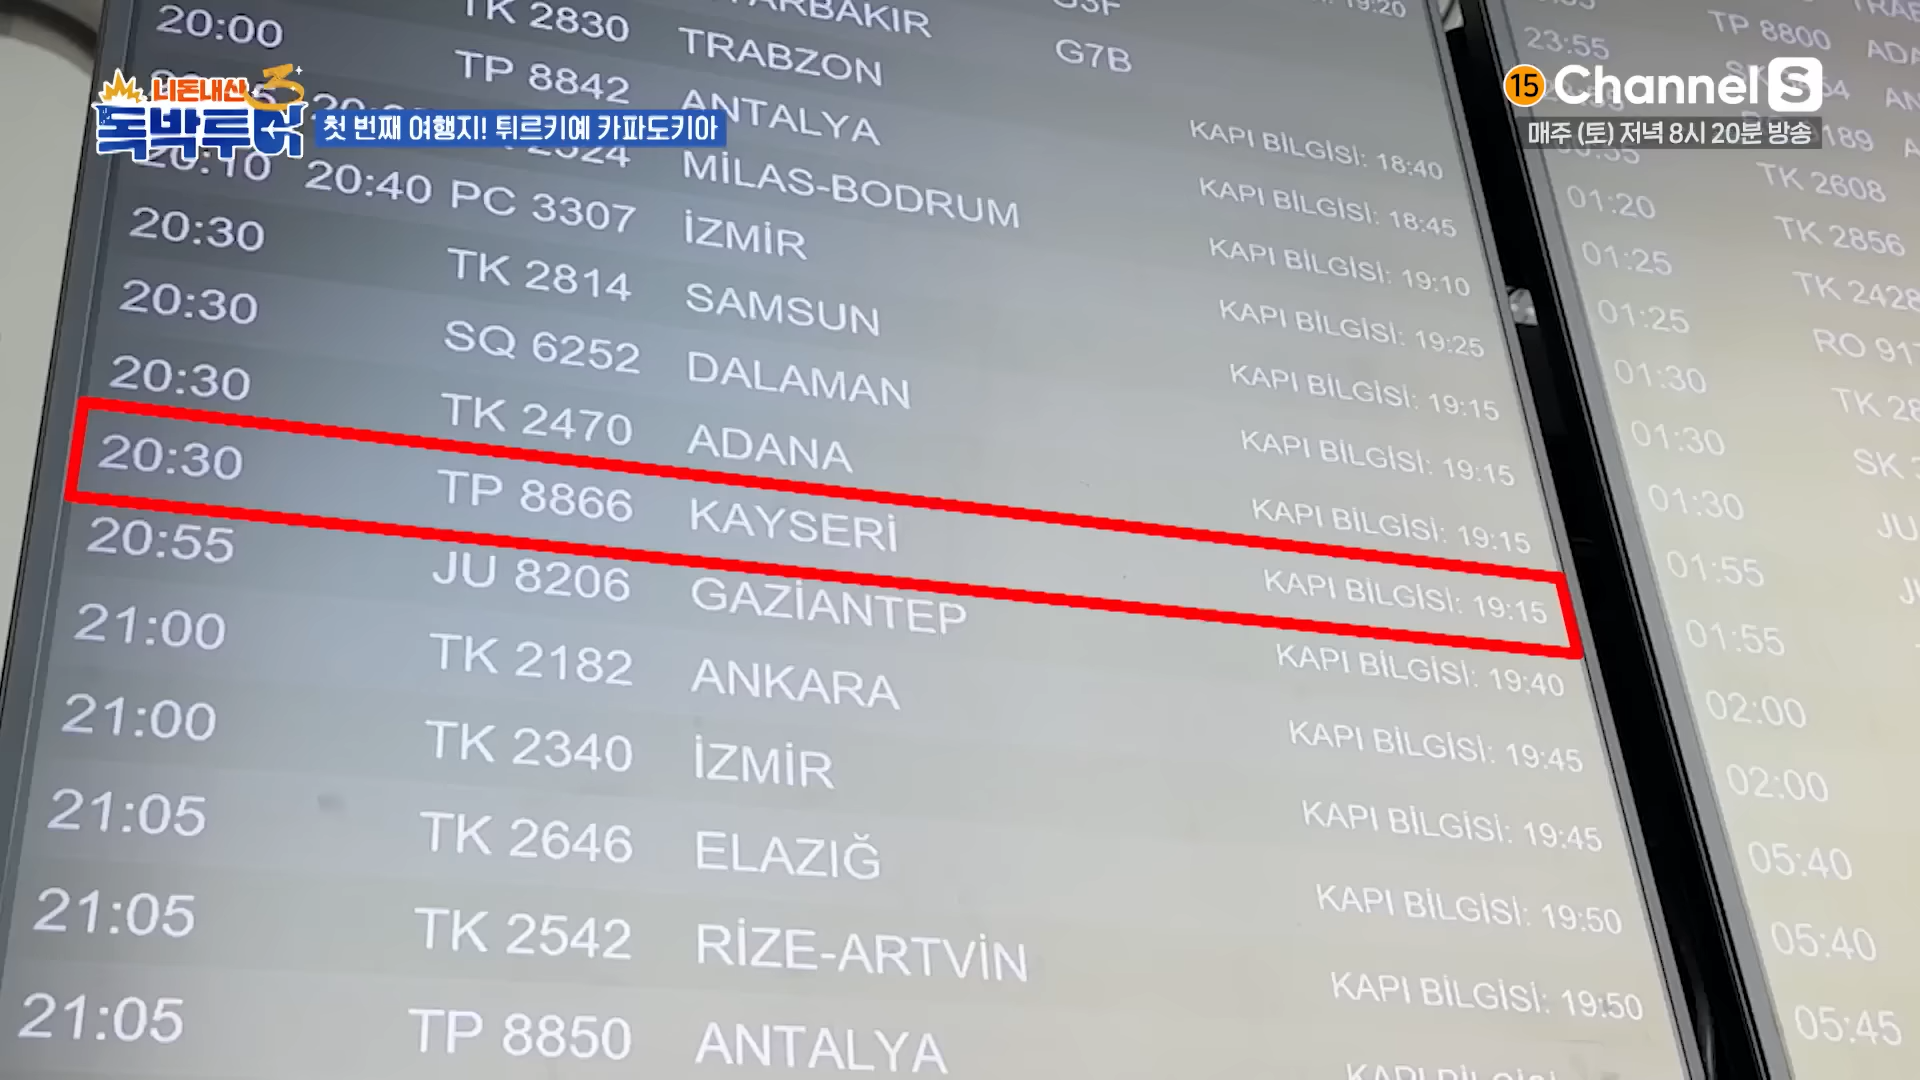 니돈내산 3
독박투어
첫 번째 여행지! 튀르키예 카파도키아
15 Channel S
매주 (토) 저녁 8시 20분 방송
G7B
TK 2830 TRABZON KAPI BİLGİSİ: 18:40
20:00 TP 8842 ANTALYA KAPI BİLGİSİ: 18:45
MİLAS-BODRUM KAPI BİLGİSİ: 19:10
20:10 20:40 PC 3307 İZMİR KAPI BİLGİSİ: 19:25
20:30 TK 2814 SAMSUN KAPI BİLGİSİ: 19:15
20:30 SQ 6252 DALAMAN KAPI BİLGİSİ: 19:15
20:30 TK 2470 ADANA KAPI BİLGİSİ: 19:15
20:30 TP 8866 KAYSERİ KAPI BİLGİSİ: 19:15
20:55 JU 8206 GAZİANTEP KAPI BİLGİSİ: 19:40
21:00 TK 2182 ANKARA KAPI BİLGİSİ: 19:45
21:00 TK 2340 İZMİR KAPI BİLGİSİ: 19:45
21:05 TK 2646 ELAZIĞ KAPI BİLGİSİ: 19:50
21:05 TK 2542 RİZE-ARTVİN KAPI BİLGİSİ: 19:50
21:05 TP 8850 ANTALYA
TP 8800
23:55
TK 2608
01:20 TK 2856
01:25 TK 2428
01:25
01:30
01:30
01:30
01:55
01:55
02:00
02:00
05:40
05:40
05:45